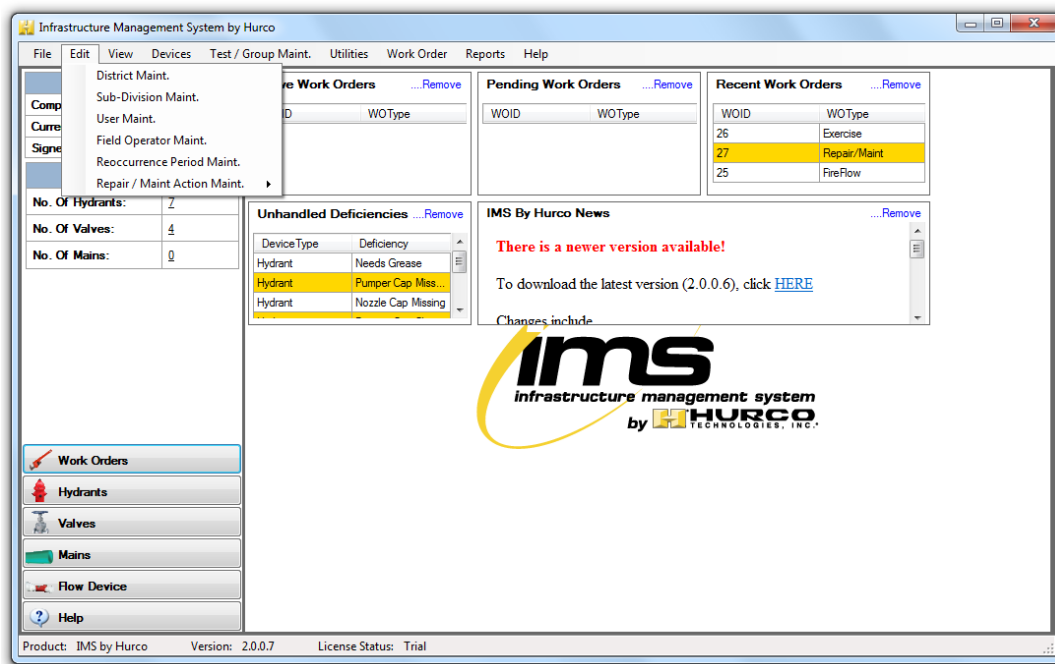 Infrastructure Management System by Hurco
File Edit View Devices Test / Group Maint. Utilities Work Order Reports Help
District Maint.
Sub-Division Maint.
User Maint.
Field Operator Maint.
Reoccurrence Period Maint.
Repair / Maint Action Maint.
Comp
Curre
Signe
No. Of Hydrants: 7
No. Of Valves: 4
No. Of Mains: 0
ve Work Orders ....Remove
ID WOType
Pending Work Orders ....Remove
WOID WOType
Recent Work Orders ....Remove
WOID WOType
26 Exercise
27 Repair/Maint
25 FireFlow
Unhandled Deficiencies ....Remove
DeviceType Deficiency
Hydrant Needs Grease
Hydrant Pumper Cap Miss...
Hydrant Nozzle Cap Missing
IMS By Hurco News ....Remove
There is a newer version available!
To download the latest version (2.0.0.6), click HERE
Changes include
ims
infrastructure management system
by HURCO
TECHNOLOGIES, INC.
Work Orders
Hydrants
Valves
Mains
Flow Device
Help
Product: IMS by Hurco Version: 2.0.0.7 License Status: Trial